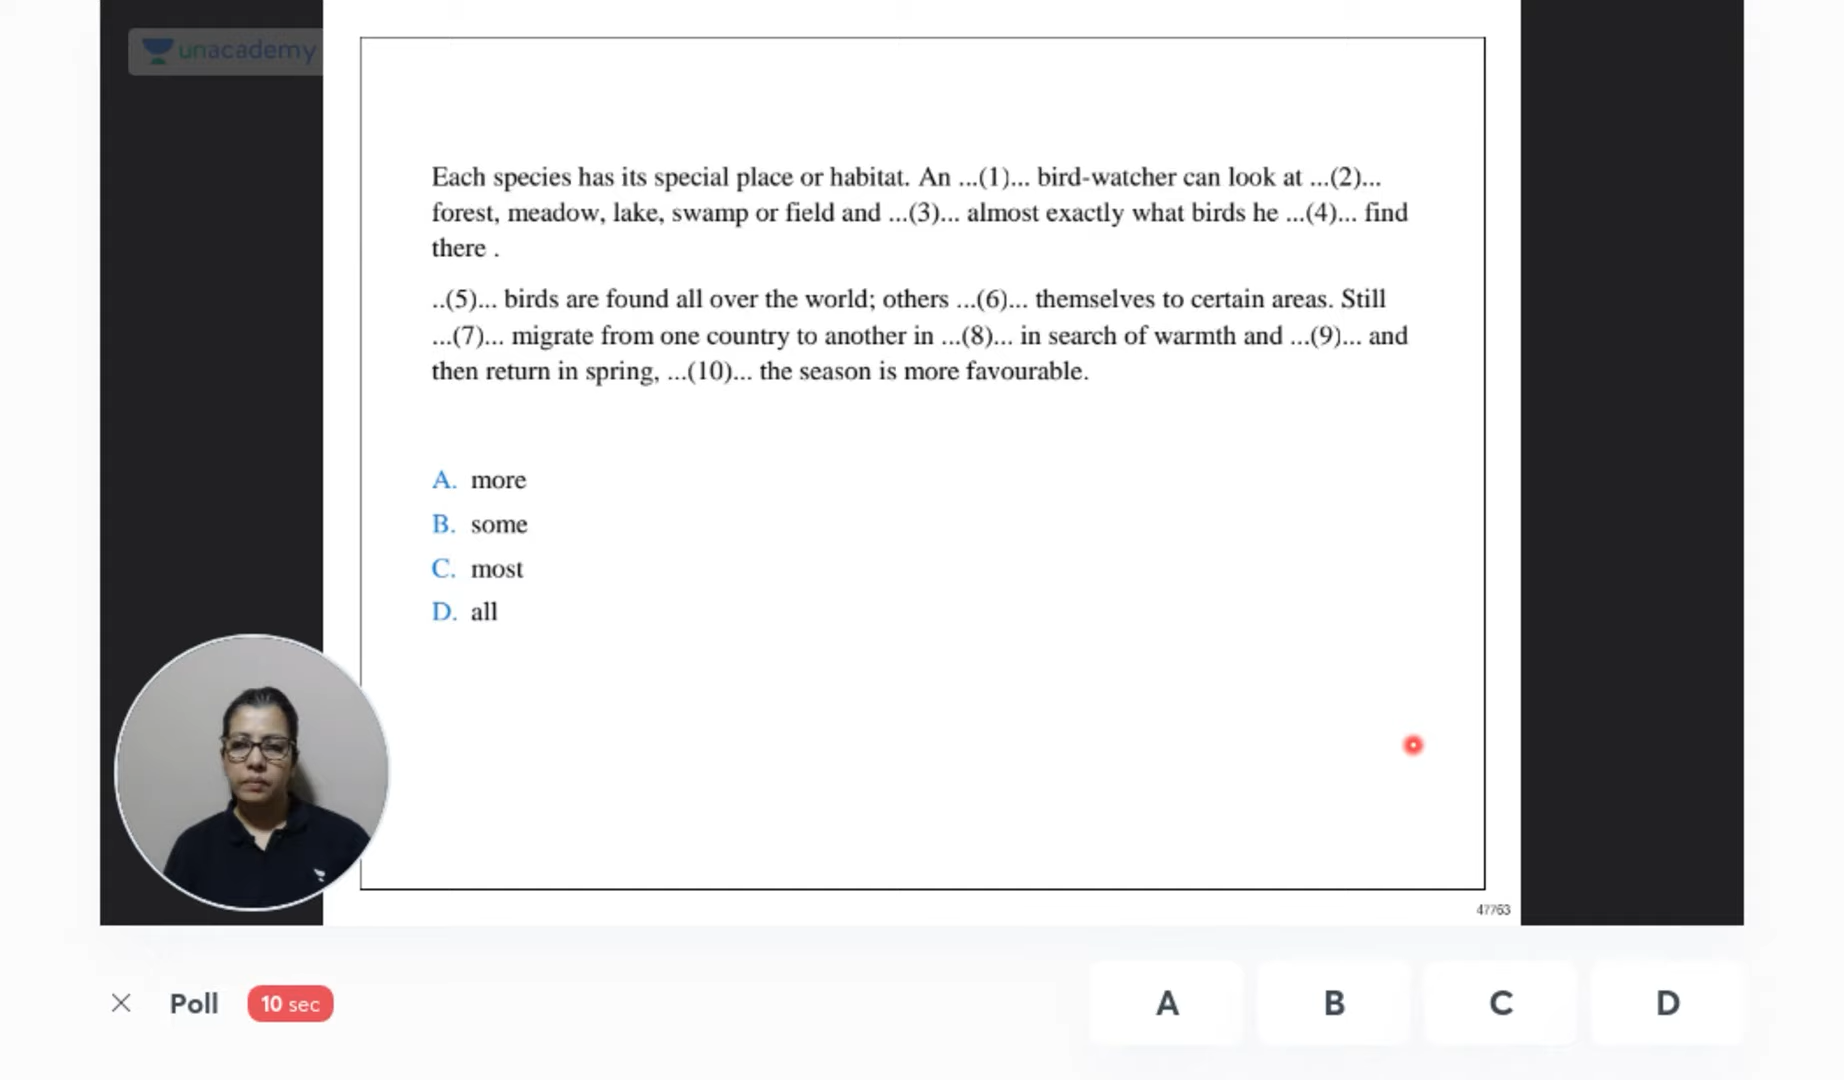 unacademy
Each species has its special place or habitat. An ...(1)... bird-watcher can look at ...(2)...
forest, meadow, lake, swamp or field and ...(3)... almost exactly what birds he ...(4)... find
there .
..(5)... birds are found all over the world; others ...(6)... themselves to certain areas. Still
...(7)... migrate from one country to another in ...(8)... in search of warmth and ...(9)... and
then return in spring, ...(10)... the season is more favourable.
A. more
B. some
C. most
D. all
47763
Poll 10 sec A B C D